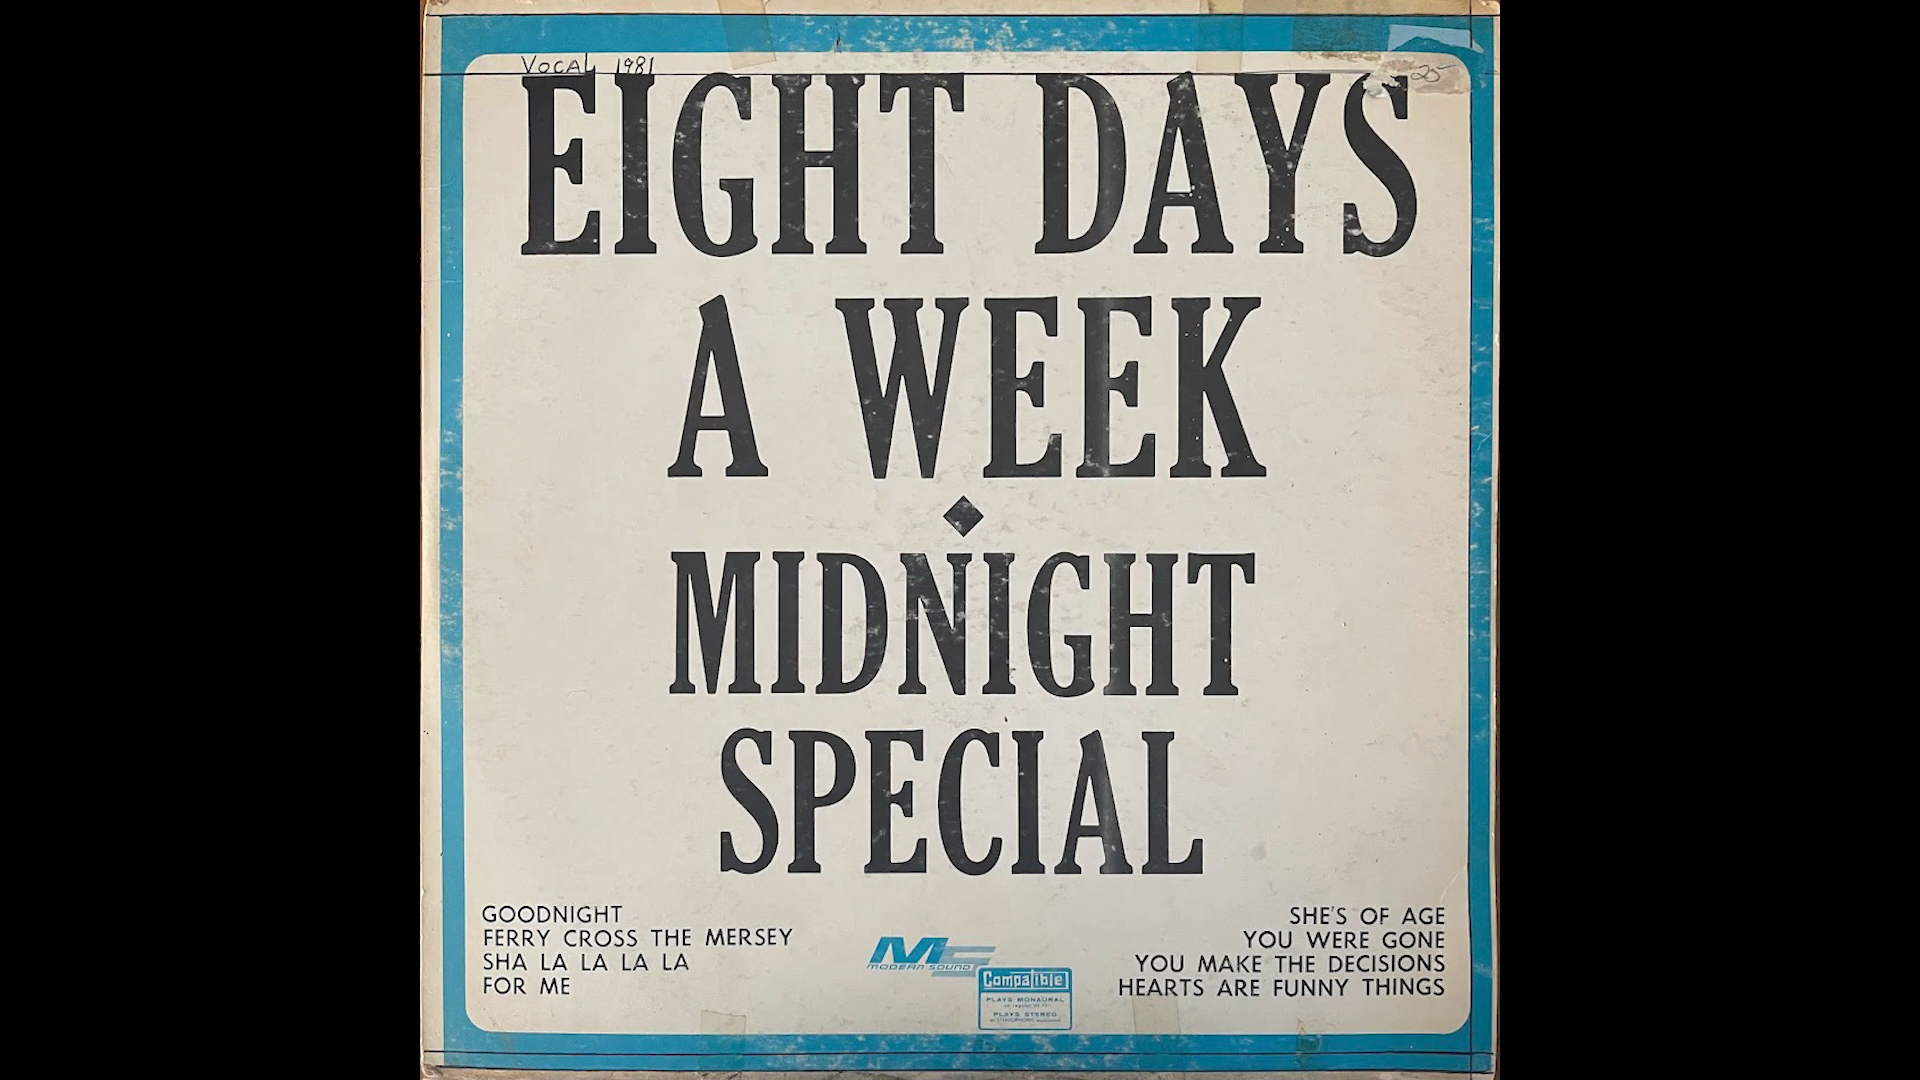 VOCAL 1981
25
EIGHT DAYS
A WEEK
MIDNIGHT
SPECIAL
GOODNIGHT
FERRY CROSS THE MERSEY
SHA LA LA LA LA
FOR ME
MODERN SOUND
Compatible
PLAYS MONAURAL
PLAYS STEREO
SHE'S OF AGE
YOU WERE GONE
YOU MAKE THE DECISIONS
HEARTS ARE FUNNY THINGS